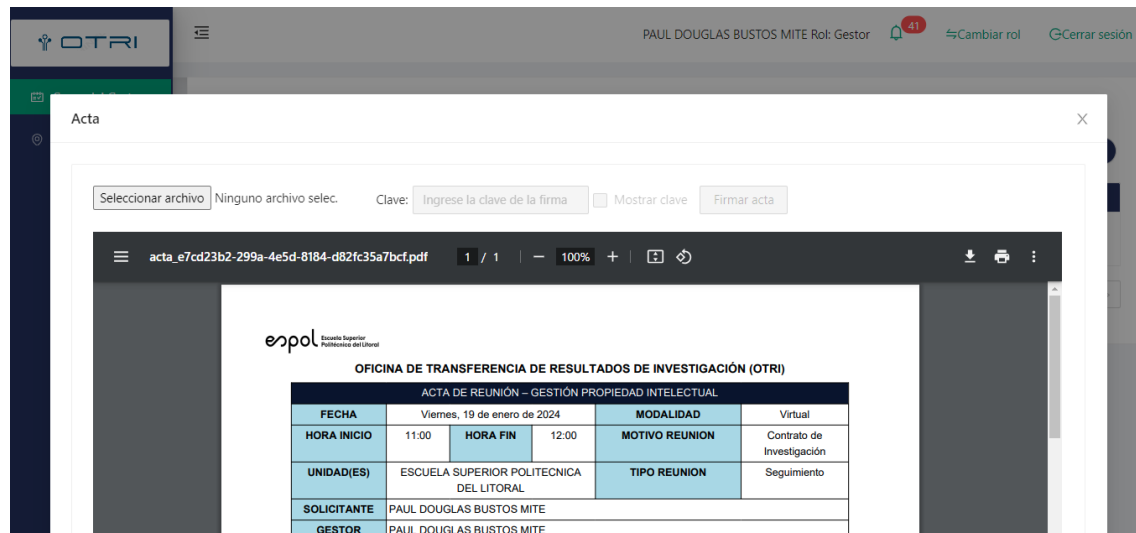 OTRI
PAUL DOUGLAS BUSTOS MITE Rol: Gestor 41 Cambiar rol Cerrar sesión
Acta
Seleccionar archivo Ninguno archivo selec. Clave: Ingrese la clave de la firma Mostrar clave Firmar acta
acta_e7cd23b2-299a-4e5d-8184-d82fc35a7bcf.pdf 1 / 1 100%
espol Escuela Superior
Politécnica del Litoral
OFICINA DE TRANSFERENCIA DE RESULTADOS DE INVESTIGACIÓN (OTRI)
ACTA DE REUNIÓN – GESTIÓN PROPIEDAD INTELECTUAL
FECHA Viernes, 19 de enero de 2024 MODALIDAD Virtual
HORA INICIO 11:00 HORA FIN 12:00 MOTIVO REUNION Contrato de
Investigación
UNIDAD(ES) ESCUELA SUPERIOR POLITECNICA TIPO REUNION Seguimiento
DEL LITORAL
SOLICITANTE PAUL DOUGLAS BUSTOS MITE
GESTOR PAUL DOUGLAS BUSTOS MITE